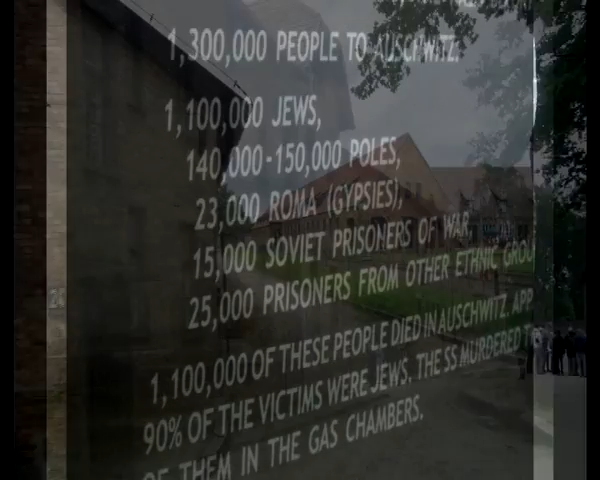 1,300,000 PEOPLE TO AUSCHWITZ:
1,100,000 JEWS,
140,000-150,000 POLES,
23,000 ROMA (GYPSIES),
15,000 SOVIET PRISONERS OF WAR
25,000 PRISONERS FROM OTHER ETHNIC GROU
1,100,000 OF THESE PEOPLE DIED IN AUSCHWITZ. APP
90% OF THE VICTIMS WERE JEWS. THE SS MURDERED T
OF THEM IN THE GAS CHAMBERS.